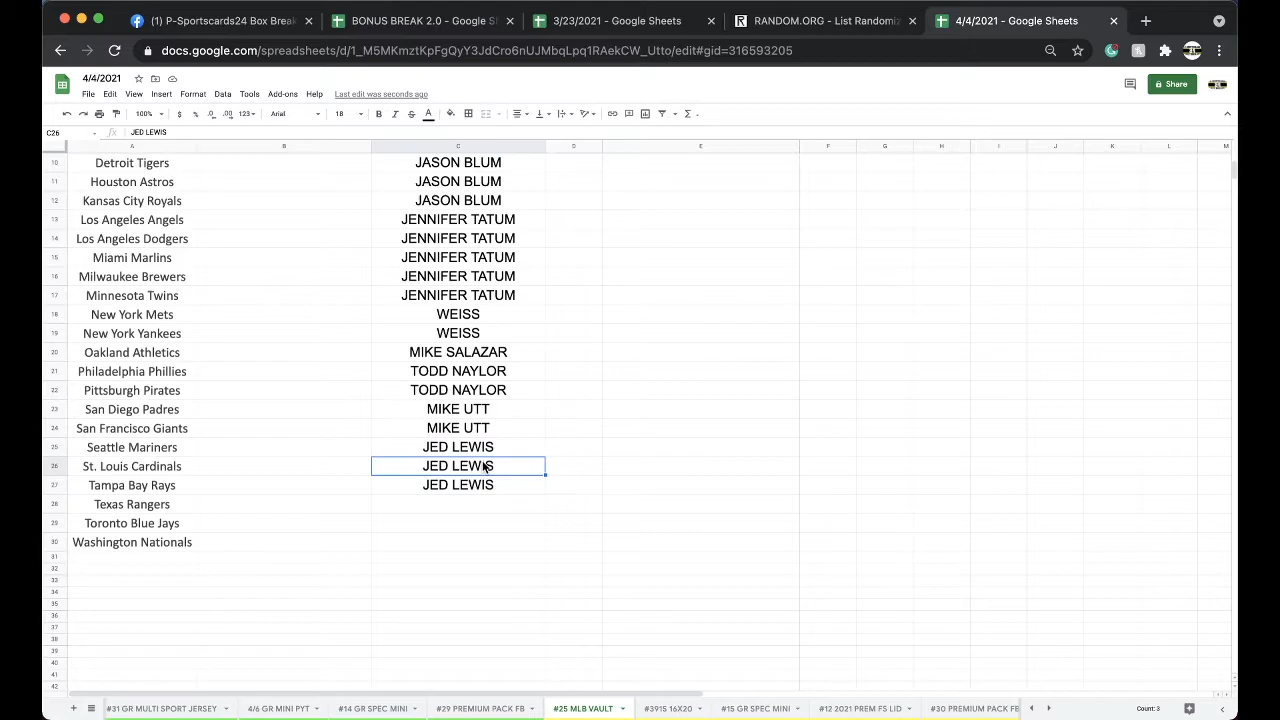 (1) P-Sportscards24 Box Break
BONUS BREAK 2.0 - Google S
3/23/2021 - Google Sheets
RANDOM.ORG - List Randomiz
4/4/2021 - Google Sheets
docs.google.com/spreadsheets/d/1_M5MKmztKpFgQyY3JdCro6nUJMbqLpq1RAekCW_Utto/edit#gid=316593205
4/4/2021
File Edit View Insert Format Data Tools Add-ons Help Last edit was seconds ago
Share
100% $ % .0 .00 123 Arial 18 B I S A
C26 fx JED LEWIS
A B C D E F G H I J K L M
10 Detroit Tigers JASON BLUM
11 Houston Astros JASON BLUM
12 Kansas City Royals JASON BLUM
13 Los Angeles Angels JENNIFER TATUM
14 Los Angeles Dodgers JENNIFER TATUM
15 Miami Marlins JENNIFER TATUM
16 Milwaukee Brewers JENNIFER TATUM
17 Minnesota Twins JENNIFER TATUM
18 New York Mets WEISS
19 New York Yankees WEISS
20 Oakland Athletics MIKE SALAZAR
21 Philadelphia Phillies TODD NAYLOR
22 Pittsburgh Pirates TODD NAYLOR
23 San Diego Padres MIKE UTT
24 San Francisco Giants MIKE UTT
25 Seattle Mariners JED LEWIS
26 St. Louis Cardinals JED LEWIS
27 Tampa Bay Rays JED LEWIS
28 Texas Rangers
29 Toronto Blue Jays
30 Washington Nationals
31
32
33
34
35
36
37
38
39
40
41
42
#31 GR MULTI SPORT JERSEY 4/6 GR MINI PYT #14 GR SPEC MINI #29 PREMIUM PACK FB #25 MLB VAULT #391S 16X20 #15 GR SPEC MINI #12 2021 PREM FS LID #30 PREMIUM PACK FB Count: 3